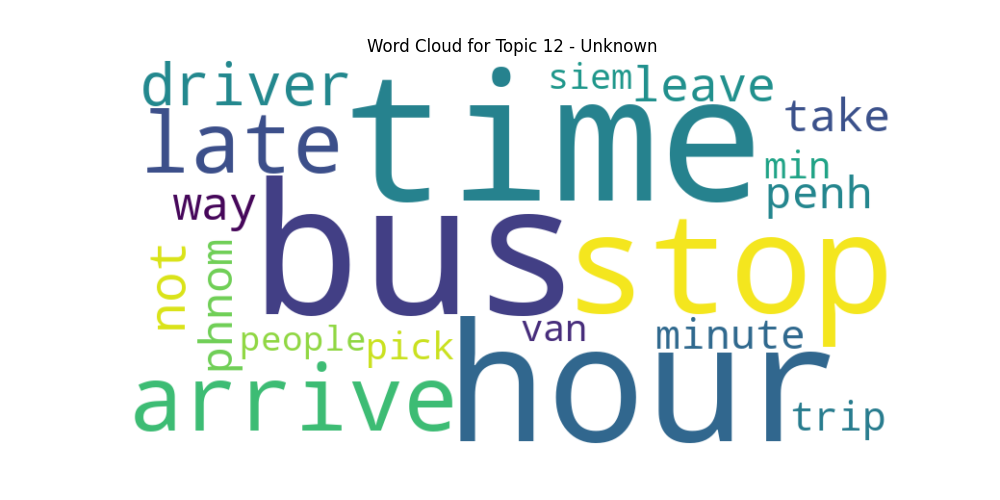 Word Cloud for Topic 12 - Unknown
driver
time
siem
leave
take
late
min
penh
way
bus
stop
not
phnom
people
pick
van
minute
arrive
hour
trip